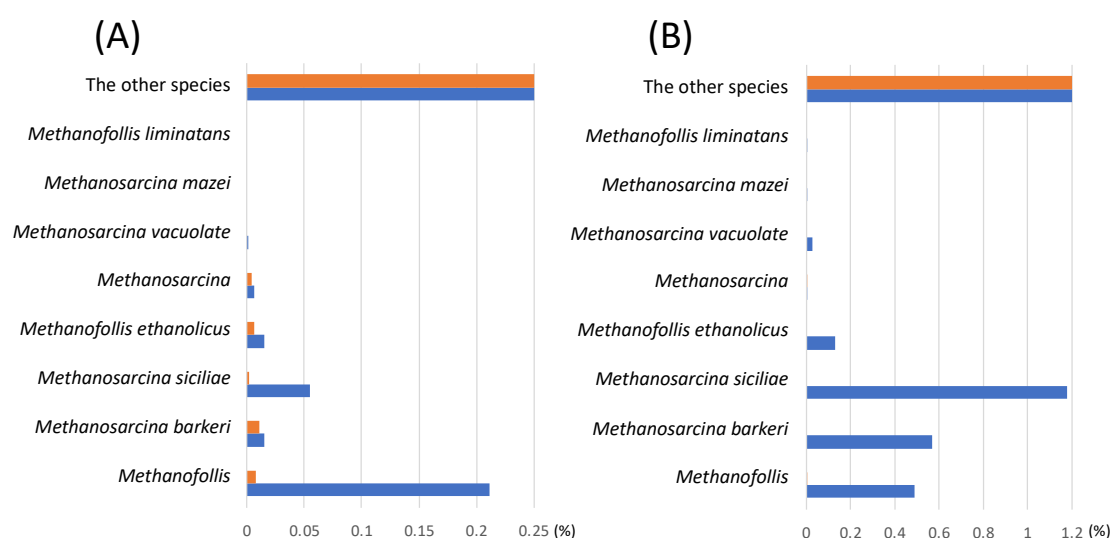 (A)
The other species
Methanofollis liminatans
Methanosarcina mazei
Methanosarcina vacuolate
Methanosarcina
Methanofollis ethanolicus
Methanosarcina siciliae
Methanosarcina barkeri
Methanofollis
0 0.05 0.1 0.15 0.2 0.25 (%)
(B)
The other species
Methanofollis liminatans
Methanosarcina mazei
Methanosarcina vacuolate
Methanosarcina
Methanofollis ethanolicus
Methanosarcina siciliae
Methanosarcina barkeri
Methanofollis
0 0.2 0.4 0.6 0.8 1 1.2 (%)